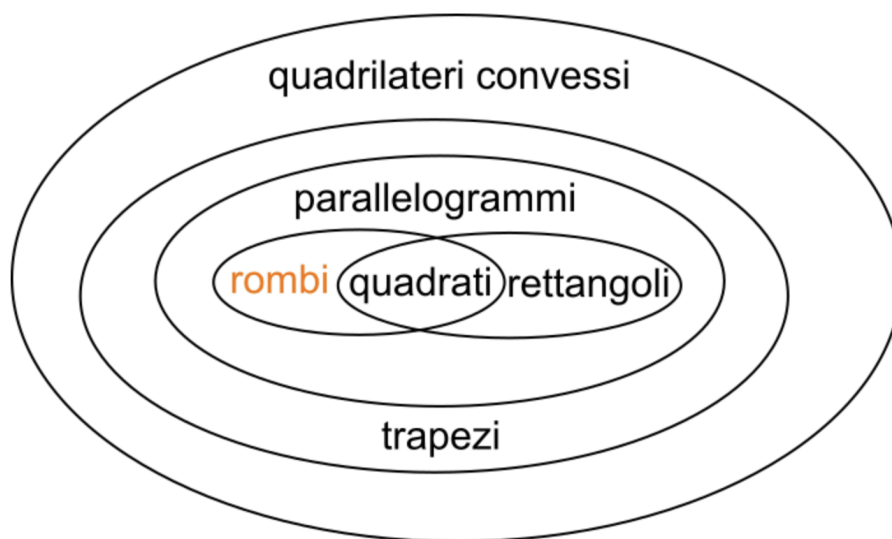 quadrilateri convessi
parallelogrammi
rombi quadrati rettangoli
trapezi